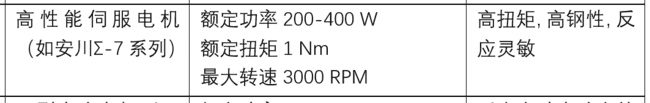 高性能伺服电机
（如安川Σ-7 系列）
额定功率 200-400 W
额定扭矩 1 Nm
最大转速 3000 RPM
高扭矩, 高钢性, 反
应灵敏